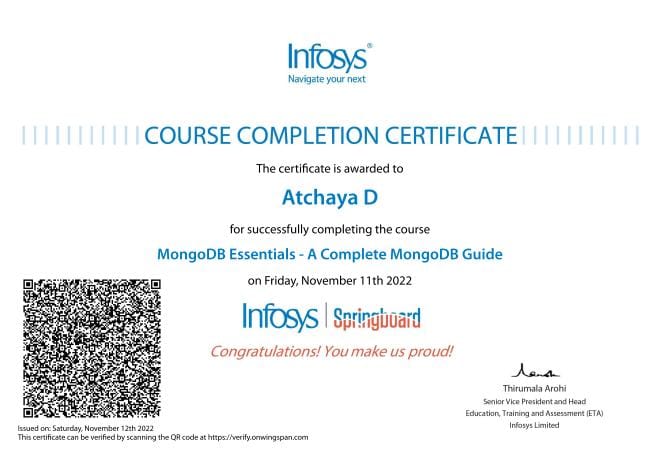 Infosys®
Navigate your next
COURSE COMPLETION CERTIFICATE
The certificate is awarded to
Atchaya D
for successfully completing the course
MongoDB Essentials - A Complete MongoDB Guide
on Friday, November 11th 2022
Infosys | Springboard
Congratulations! You make us proud!
Thirumala Arohi
Senior Vice President and Head
Education, Training and Assessment (ETA)
Infosys Limited
Issued on: Saturday, November 12th 2022
This certificate can be verified by scanning the QR code at https://verify.onwingspan.com